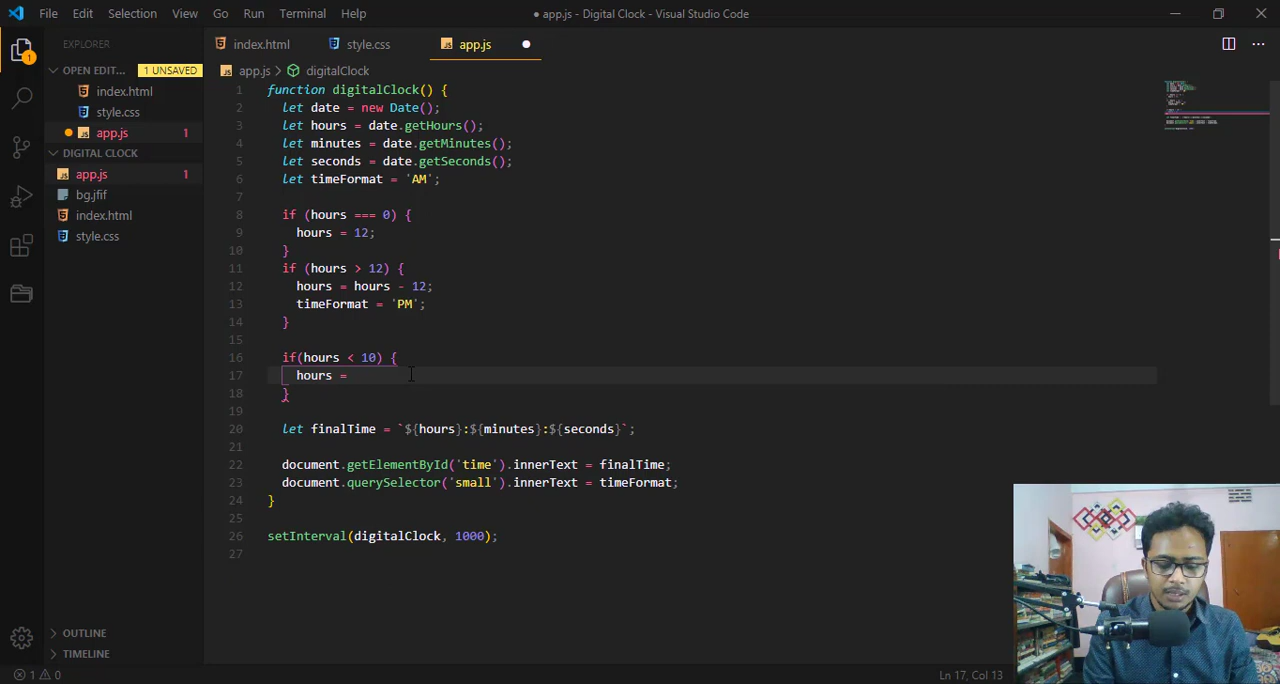 File Edit Selection View Go Run Terminal Help
● app.js - Digital Clock - Visual Studio Code
EXPLORER
OPEN EDIT... 1 UNSAVED
index.html
style.css
app.js 1
DIGITAL CLOCK
app.js 1
bg.jfif
index.html
style.css
OUTLINE
TIMELINE
1
index.html style.css app.js
app.js > digitalClock
1 function digitalClock() {
2 let date = new Date();
3 let hours = date.getHours();
4 let minutes = date.getMinutes();
5 let seconds = date.getSeconds();
6 let timeFormat = 'AM';
7
8 if (hours === 0) {
9 hours = 12;
10 }
11 if (hours > 12) {
12 hours = hours - 12;
13 timeFormat = 'PM';
14 }
15
16 if(hours < 10) {
17 hours =
18 }
19
20 let finalTime = `${hours}:${minutes}:${seconds}`;
21
22 document.getElementById('time').innerText = finalTime;
23 document.querySelector('small').innerText = timeFormat;
24 }
25
26 setInterval(digitalClock, 1000);
27
1 0
Ln 17, Col 13